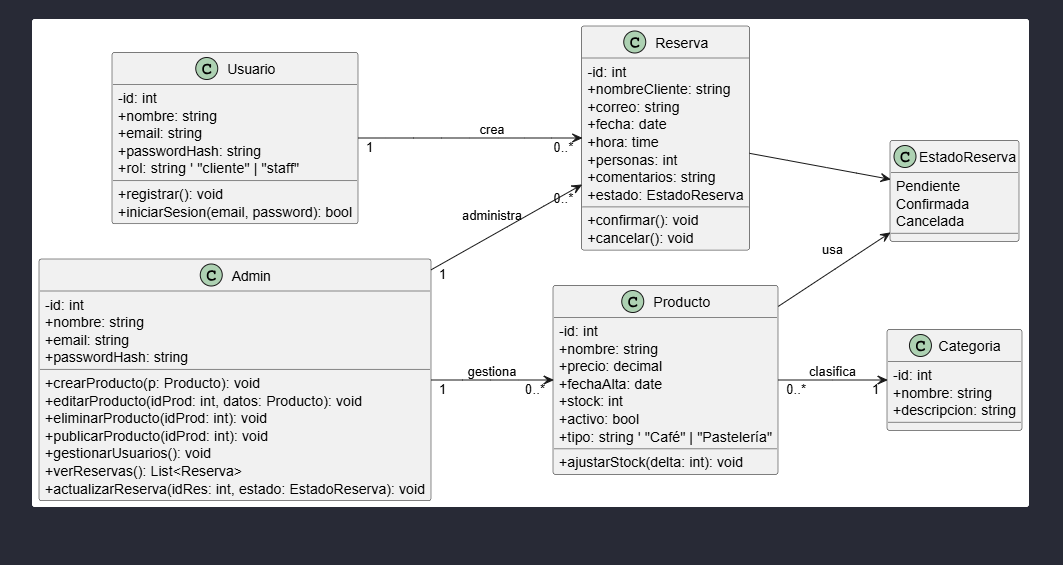 C Usuario
-id: int
+nombre: string
+email: string
+passwordHash: string
+rol: string ' "cliente" | "staff"
+registrar(): void
+iniciarSesion(email, password): bool
crea
1
0..*
C Reserva
-id: int
+nombreCliente: string
+correo: string
+fecha: date
+hora: time
+personas: int
+comentarios: string
+estado: EstadoReserva
+confirmar(): void
+cancelar(): void
C EstadoReserva
Pendiente
Confirmada
Cancelada
administra
1
0..*
C Admin
-id: int
+nombre: string
+email: string
+passwordHash: string
+crearProducto(p: Producto): void
+editarProducto(idProd: int, datos: Producto): void
+eliminarProducto(idProd: int): void
+publicarProducto(idProd: int): void
+gestionarUsuarios(): void
+verReservas(): List<Reserva>
+actualizarReserva(idRes: int, estado: EstadoReserva): void
gestiona
1
0..*
C Producto
-id: int
+nombre: string
+precio: decimal
+fechaAlta: date
+stock: int
+activo: bool
+tipo: string ' "Café" | "Pastelería"
+ajustarStock(delta: int): void
usa
clasifica
0..*
1
C Categoria
-id: int
+nombre: string
+descripcion: string